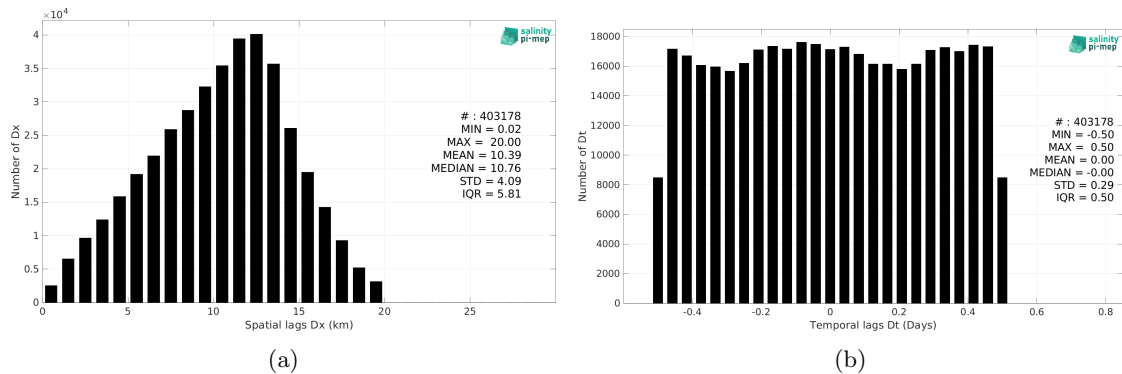 ×10⁴
4
3.5
3
2.5
2
1.5
1
0.5
0
Number of Dx
0 5 10 15 20 25
Spatial lags Dx (km)
salinity
pi-mep
# : 403178
MIN = 0.02
MAX = 20.00
MEAN = 10.39
MEDIAN = 10.76
STD = 4.09
IQR = 5.81
(a)
18000
16000
14000
12000
10000
8000
6000
4000
2000
0
Number of Dt
-0.4 -0.2 0 0.2 0.4 0.6 0.8
Temporal lags Dt (Days)
salinity
pi-mep
# : 403178
MIN = -0.50
MAX = 0.50
MEAN = 0.00
MEDIAN = -0.00
STD = 0.29
IQR = 0.50
(b)